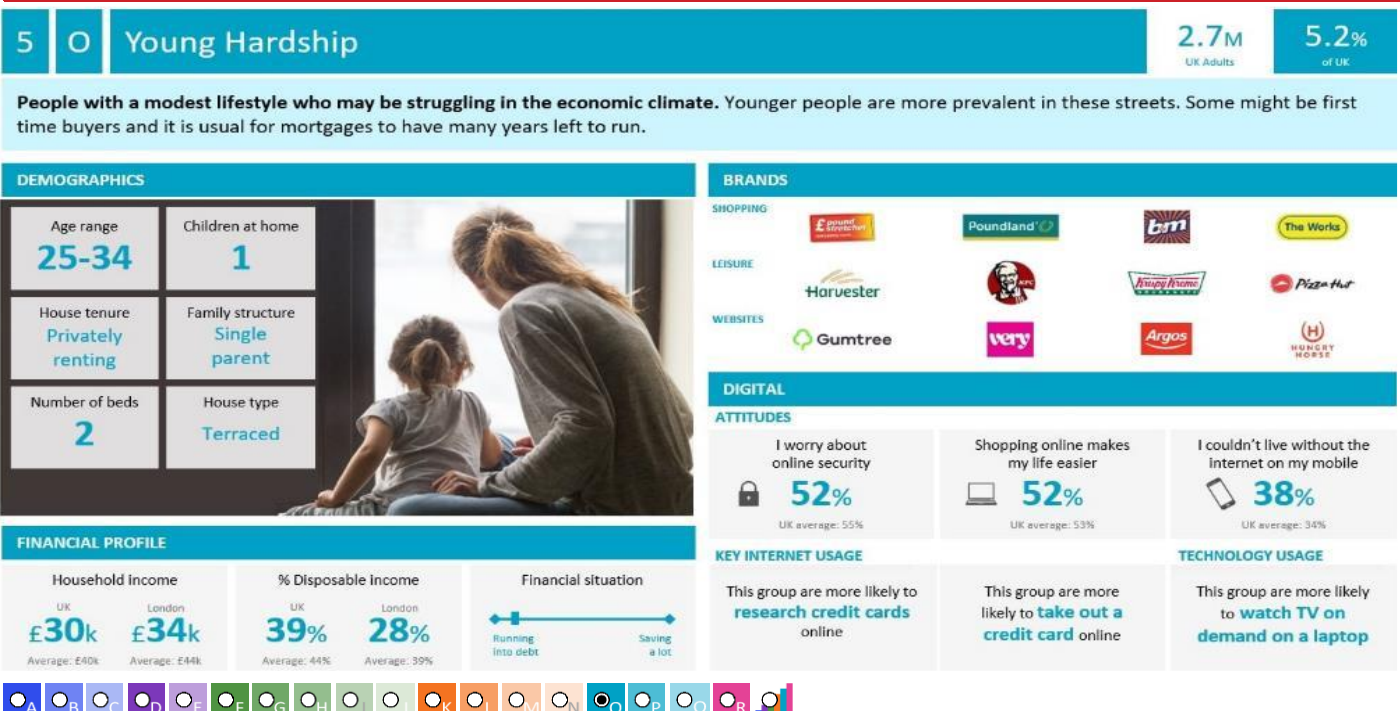 5 O Young Hardship
2.7M
UK Adults
5.2%
of UK
People with a modest lifestyle who may be struggling in the economic climate. Younger people are more prevalent in these streets. Some might be first
time buyers and it is usual for mortgages to have many years left to run.
DEMOGRAPHICS
Age range
25-34
Children at home
1
House tenure
Privately
renting
Family structure
Single
parent
Number of beds
2
House type
Terraced
FINANCIAL PROFILE
Household income
UK
£30k
Average: £40k
London
£34k
Average: £44k
% Disposable income
UK
39%
Average: 44%
London
28%
Average: 39%
Financial situation
Running
into debt
Saving
a lot
BRANDS
SHOPPING
£ pound
stretcher
Poundland
bm
The Works
LEISURE
Harvester
KFC
Krispy Kreme
Pizza Hut
WEBSITES
Gumtree
very
Argos
H
HUNGRY
HORSE
DIGITAL
ATTITUDES
I worry about
online security
52%
UK average: 55%
Shopping online makes
my life easier
52%
UK average: 53%
I couldn't live without the
internet on my mobile
38%
UK average: 34%
KEY INTERNET USAGE
This group are more likely to
research credit cards
online
This group are more
likely to take out a
credit card online
TECHNOLOGY USAGE
This group are more likely
to watch TV on
demand on a laptop
A B C D E F G H I J K L M N O P Q R